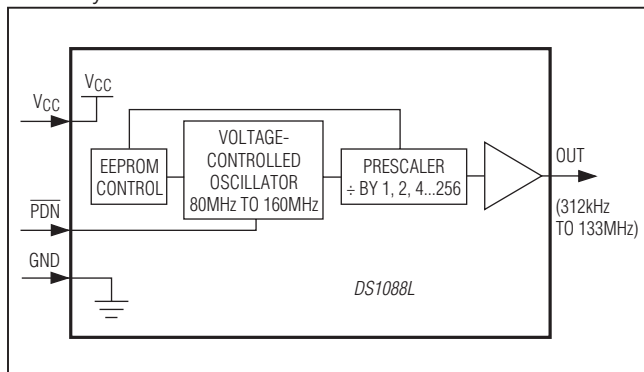 VCC
VCC
EEPROM
CONTROL
VOLTAGE-
CONTROLLED
OSCILLATOR
80MHz TO 160MHz
PRESCALER
÷ BY 1, 2, 4...256
OUT
(312kHz
TO 133MHz)
PDN
GND
DS1088L